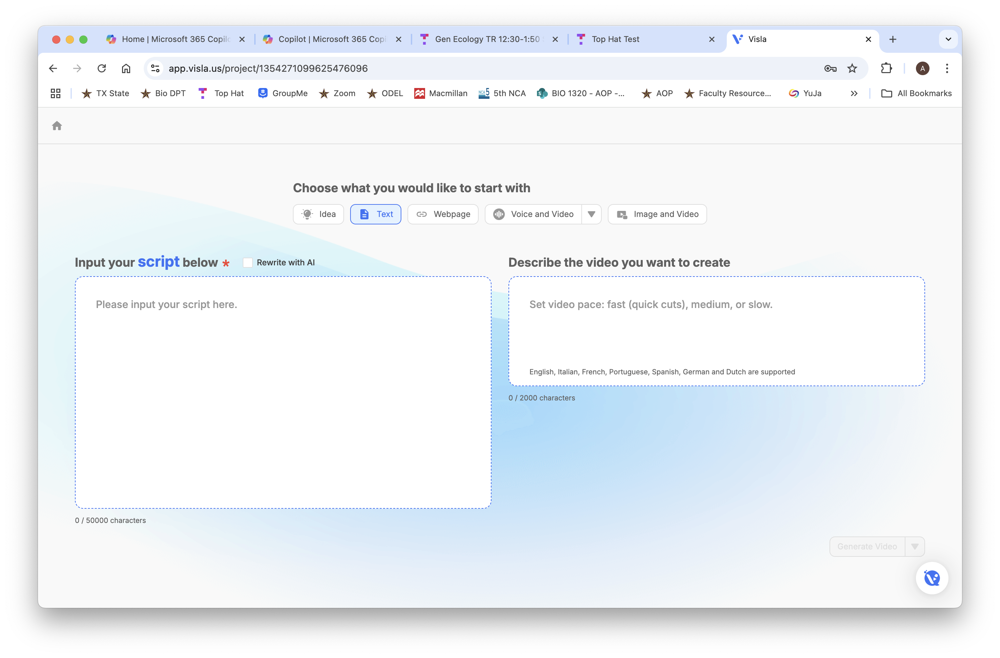 Home | Microsoft 365 Copilo
Copilot | Microsoft 365 Copi
Gen Ecology TR 12:30-1:50
Top Hat Test
Visla
app.visla.us/project/1354271099625476096
A
TX State
Bio DPT
Top Hat
GroupMe
Zoom
ODEL
Macmillan
NCA 5
5th NCA
S
BIO 1320 - AOP -...
AOP
Faculty Resource...
YuJa
All Bookmarks
Choose what you would like to start with
Idea
Text
Webpage
Voice and Video
Image and Video
Input your script below *
Rewrite with AI
Please input your script here.
0 / 50000 characters
Describe the video you want to create
Set video pace: fast (quick cuts), medium, or slow.
English, Italian, French, Portuguese, Spanish, German and Dutch are supported
0 / 2000 characters
Generate Video